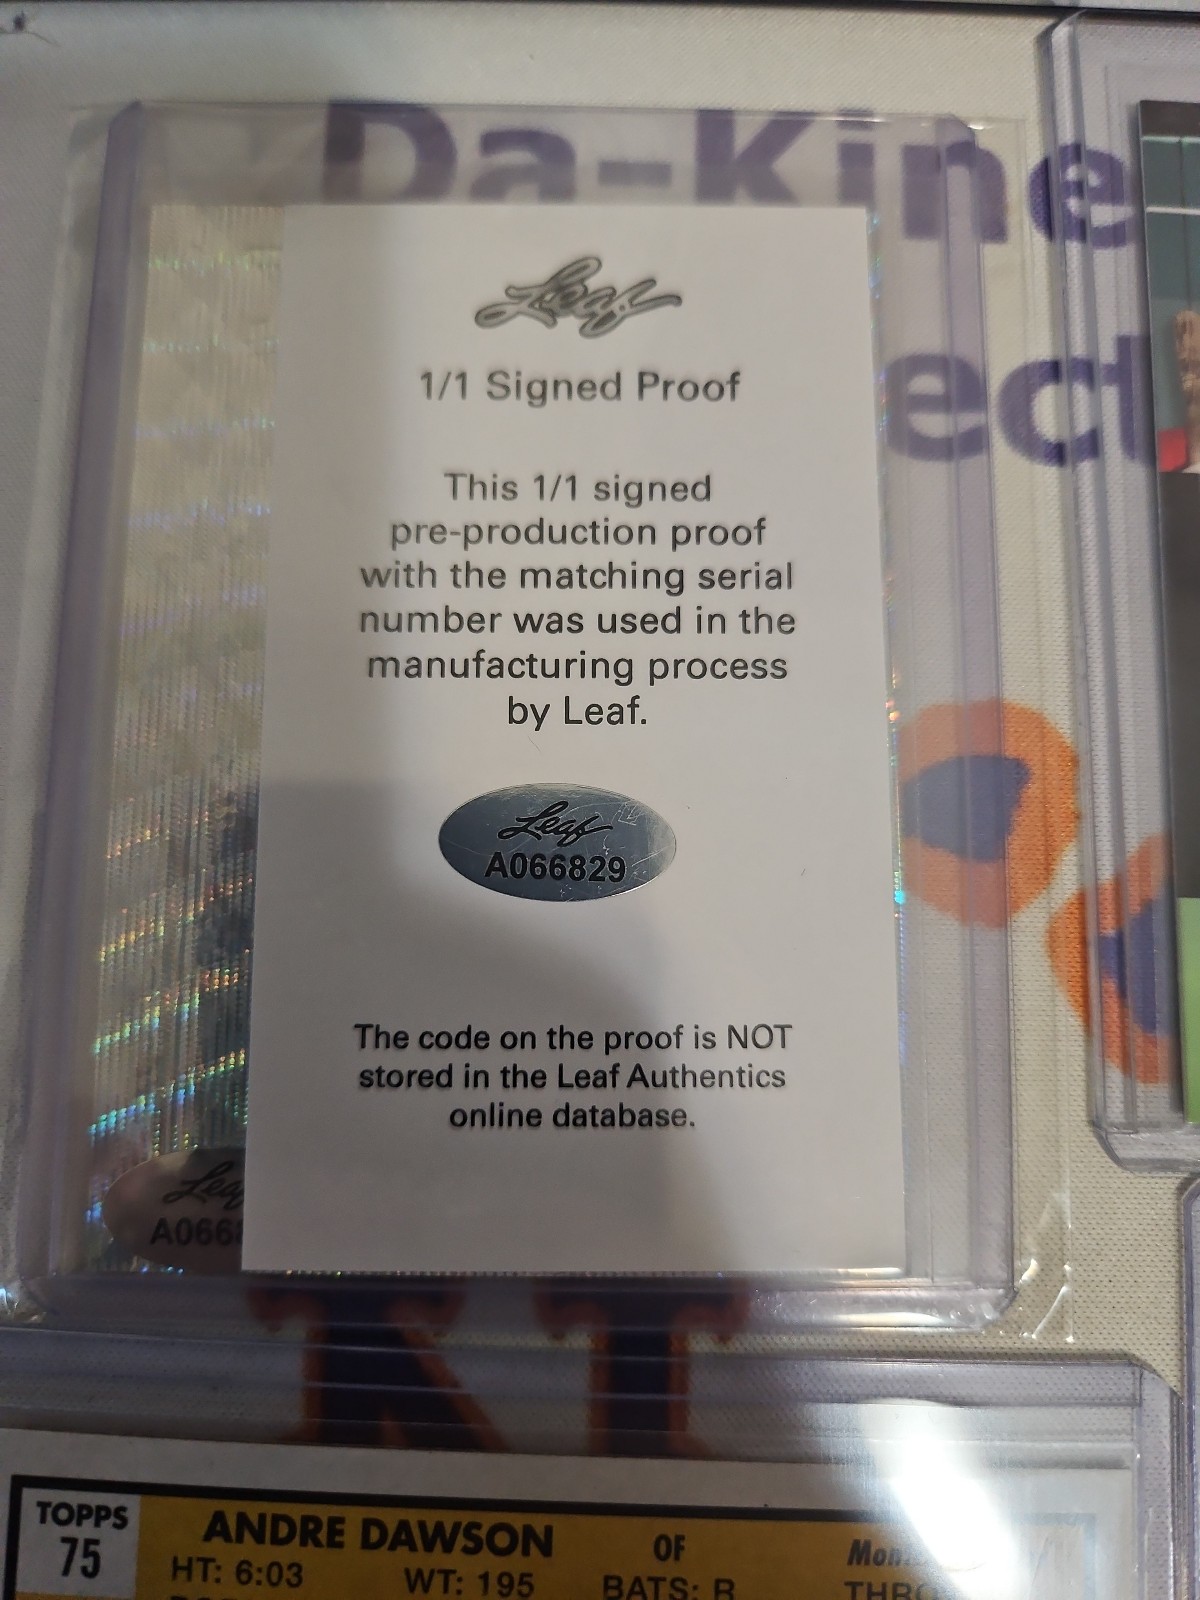 Da-Kine
ect
Leaf
1/1 Signed Proof
This 1/1 signed
pre-production proof
with the matching serial
number was used in the
manufacturing process
by Leaf.
Leaf
A066829
The code on the proof is NOT
stored in the Leaf Authentics
online database.
Leaf
A066
TOPPS
75
ANDRE DAWSON OF
HT: 6:03 WT: 195 BATS: R